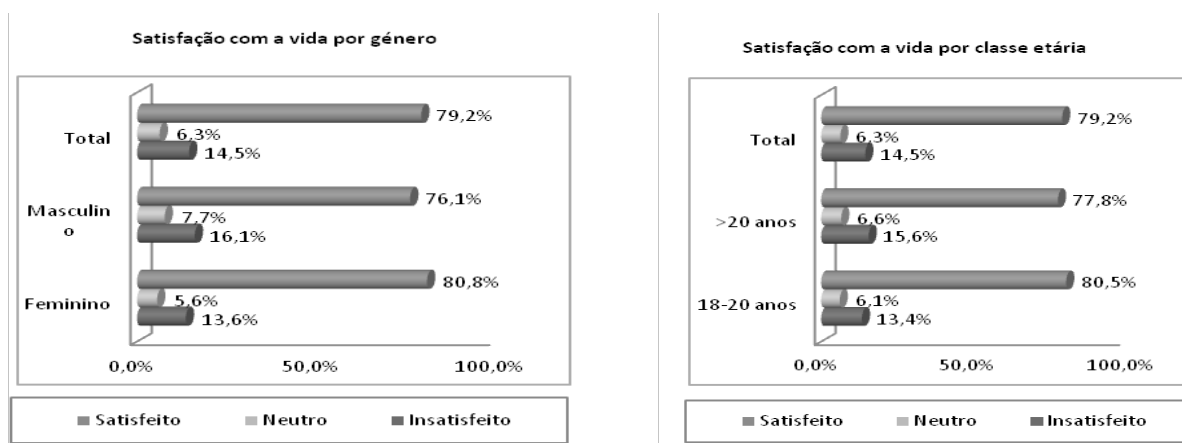 Satisfação com a vida por género
79,2%
Total
6,3%
14,5%
76,1%
Masculin
o
7,7%
16,1%
80,8%
Feminino
5,6%
13,6%
0,0%
50,0%
100,0%
Satisfeito
Neutro
Insatisfeito
Satisfação com a vida por classe etária
79,2%
Total
6,3%
14,5%
77,8%
>20 anos
6,6%
15,6%
80,5%
18-20 anos
6,1%
13,4%
0,0%
50,0%
100,0%
Satisfeito
Neutro
Insatisfeito